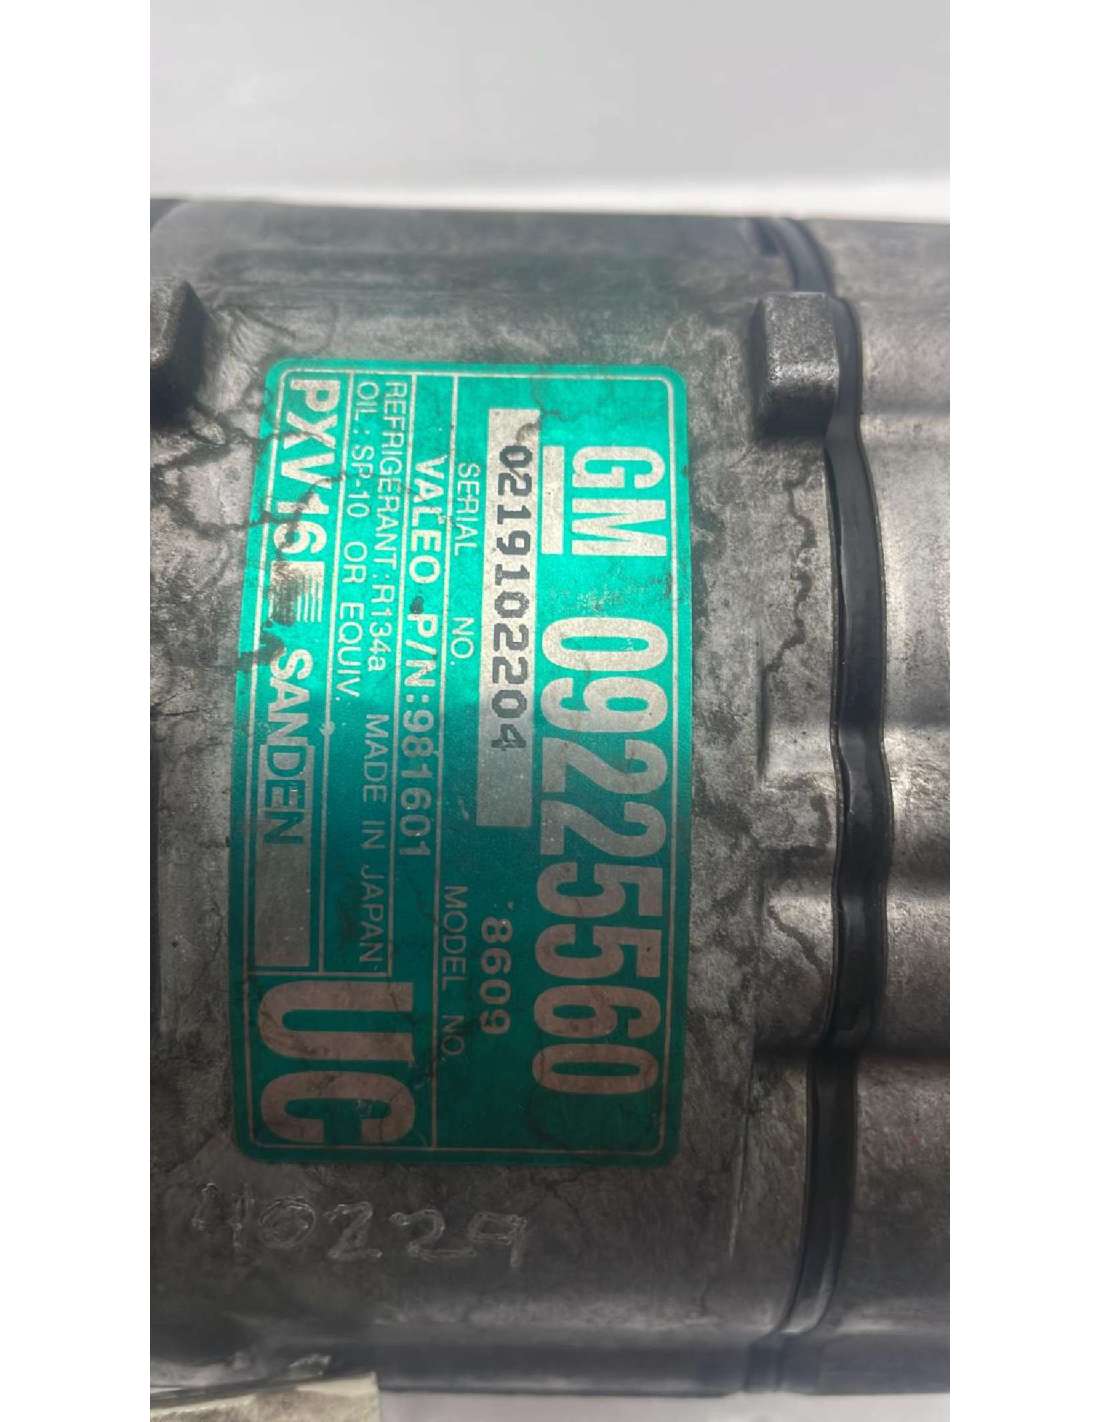 GM 09225560
0219102204
8609
SERIAL NO.
MODEL NO.
VALEO P/N:981601
REFRIGERANT:R134a MADE IN JAPAN
OIL: SP-10 OR EQUIV.
PXV16 SANDEN
UC
40229